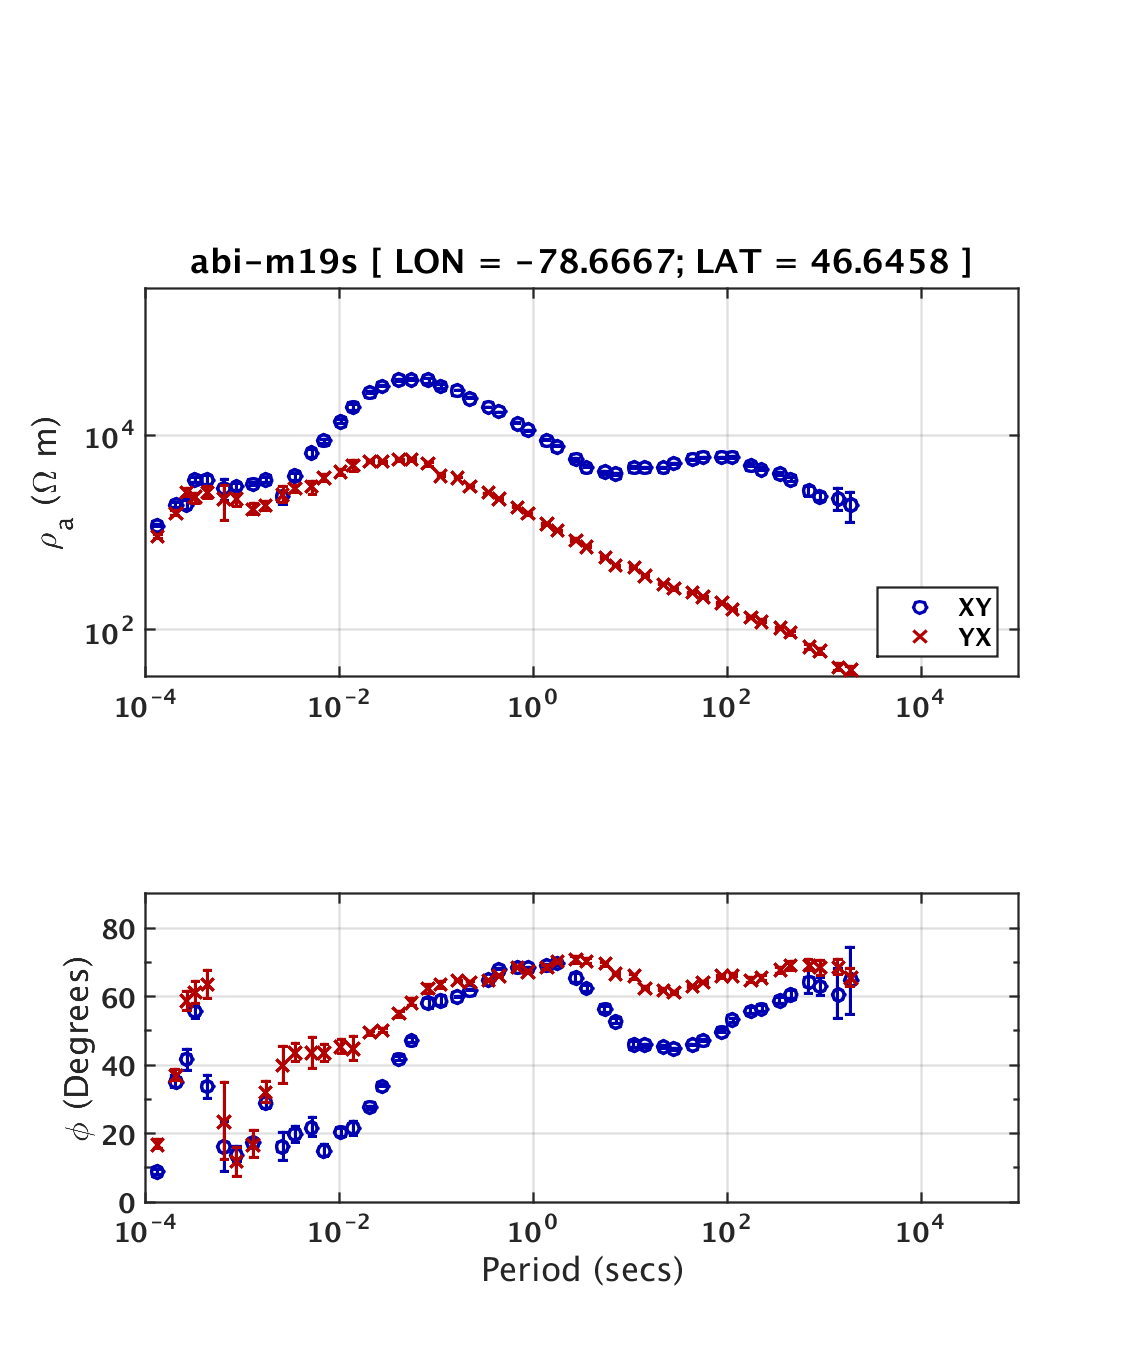 abi-m19s [ LON = -78.6667; LAT = 46.6458 ]
ρa (Ω m)
10^4
10^2
XY
YX
10^-4 10^-2 10^0 10^2 10^4
ϕ (Degrees)
80
60
40
20
0
10^-4 10^-2 10^0 10^2 10^4
Period (secs)